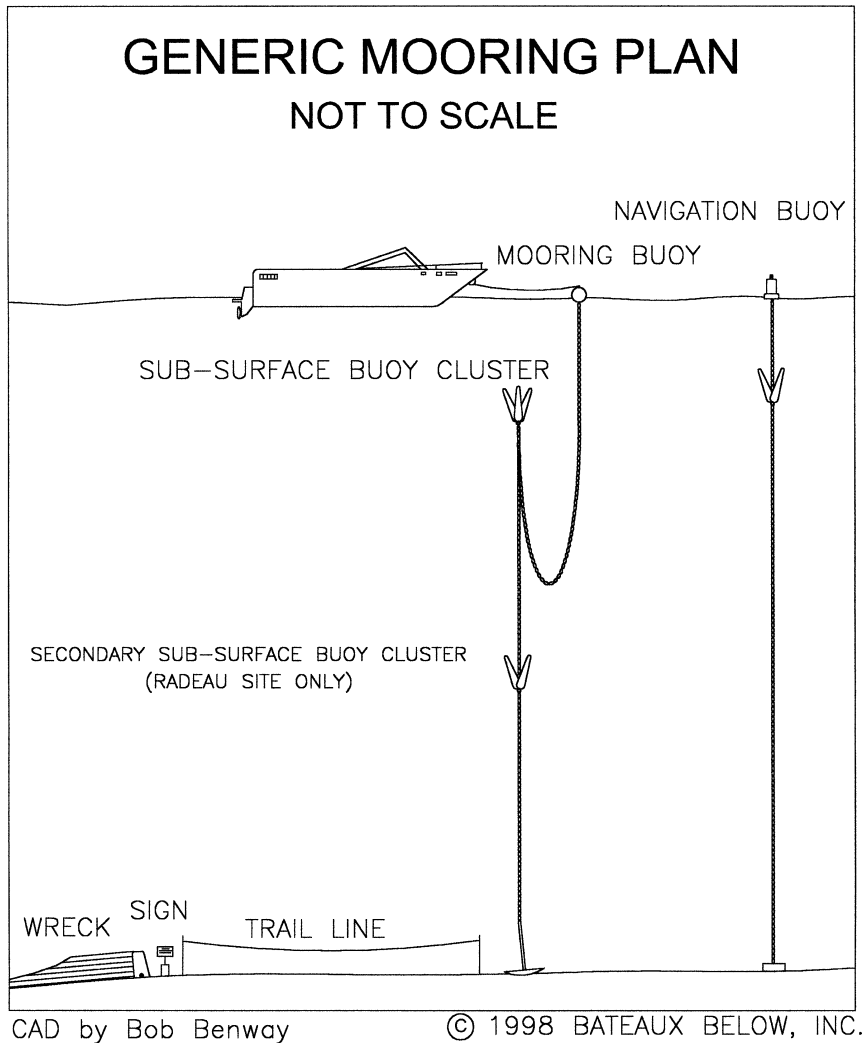 GENERIC MOORING PLAN
NOT TO SCALE
NAVIGATION BUOY
MOORING BUOY
SUB-SURFACE BUOY CLUSTER
SECONDARY SUB-SURFACE BUOY CLUSTER
(RADEAU SITE ONLY)
SIGN
WRECK
TRAIL LINE
CAD by Bob Benway
© 1998 BATEAUX BELOW, INC.